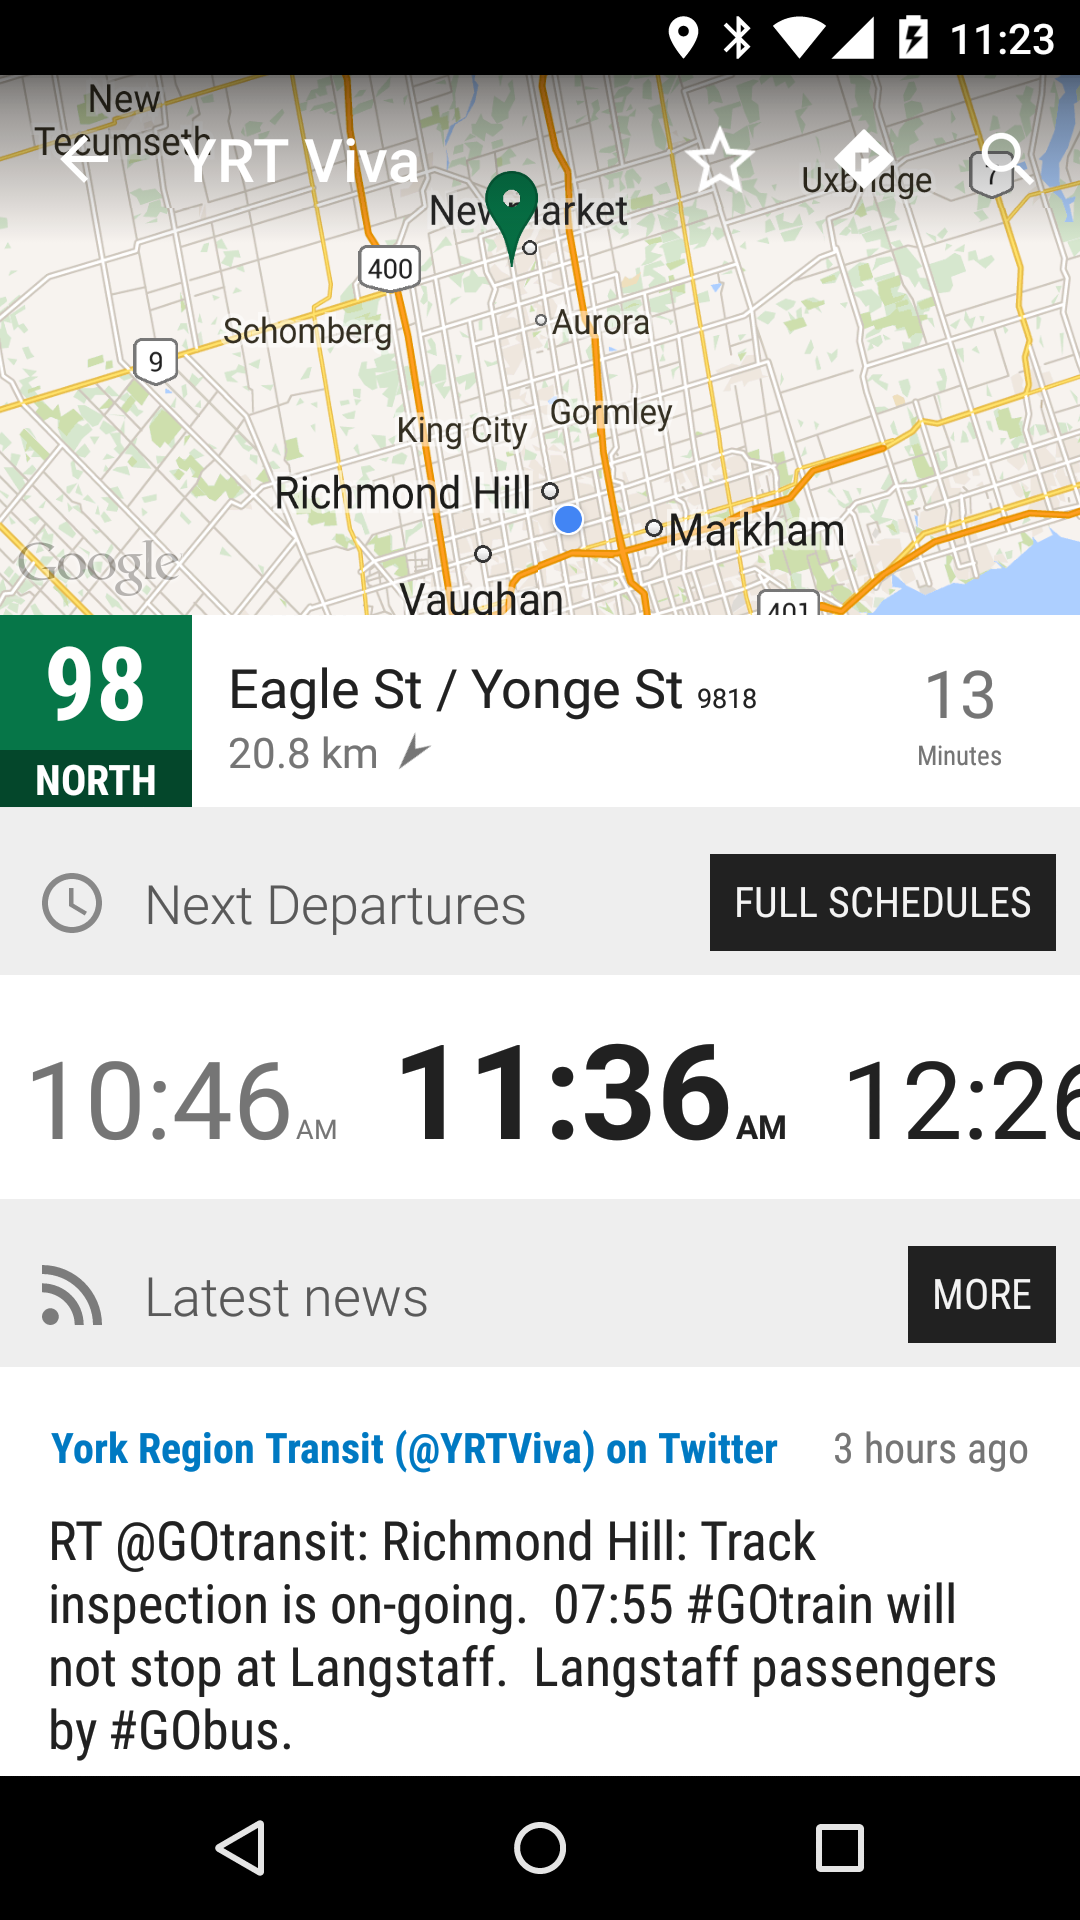 11:23
New
Tecumseth
YRT Viva
Uxbridge
7
Newmarket
400
Aurora
Schomberg
9
Gormley
King City
Richmond Hill
Markham
Google
Vaughan
401
98
NORTH
Eagle St / Yonge St 9818
20.8 km
13
Minutes
Next Departures
FULL SCHEDULES
10:46 AM
11:36 AM
12:26
Latest news
MORE
York Region Transit (@YRTViva) on Twitter
3 hours ago
RT @GOtransit: Richmond Hill: Track
inspection is on-going.  07:55 #GOtrain will
not stop at Langstaff.  Langstaff passengers
by #GObus.